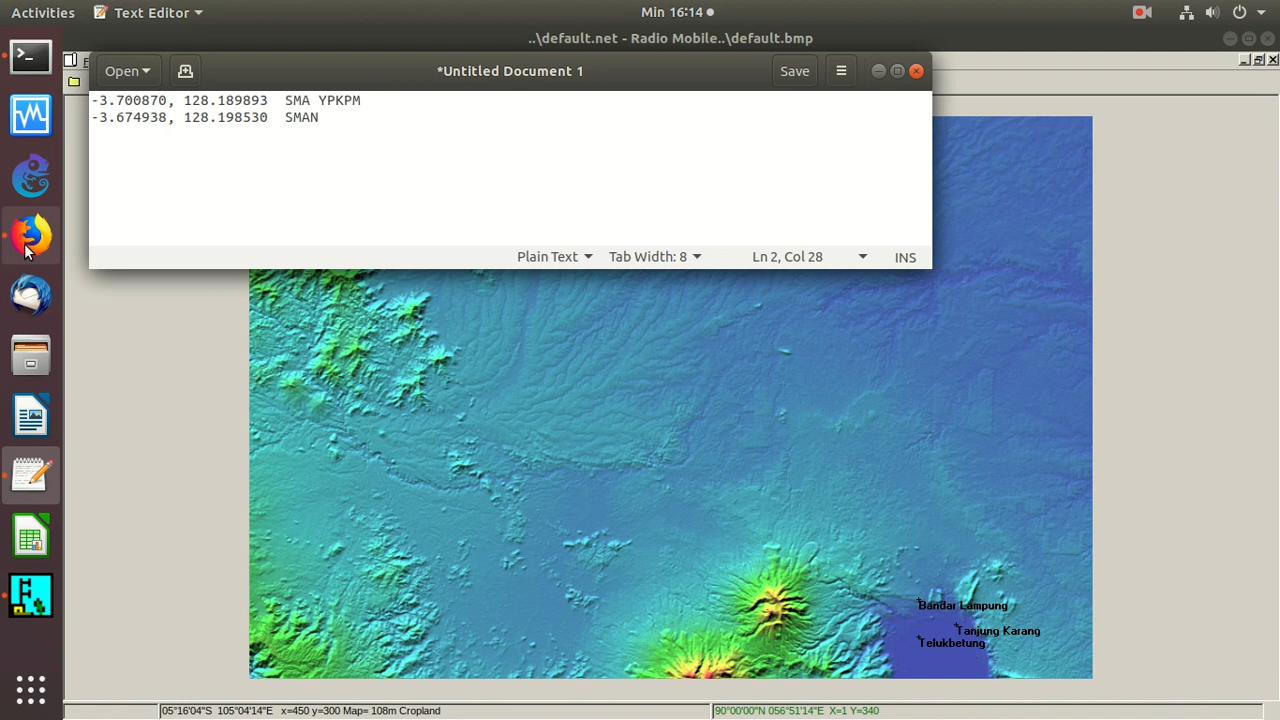 Activities Text Editor Min 16:14
..\default.net - Radio Mobile..\default.bmp
Open *Untitled Document 1 Save
-3.700870, 128.189893 SMA YPKPM
-3.674938, 128.198530 SMAN
Plain Text Tab Width: 8 Ln 2, Col 28 INS
Bandar Lampung
Tanjung Karang
Telukbetung
05°16'04"S 105°04'14"E x=450 y=300 Map= 108m Cropland 90°00'00"N 056°51'14"E X=1 Y=340